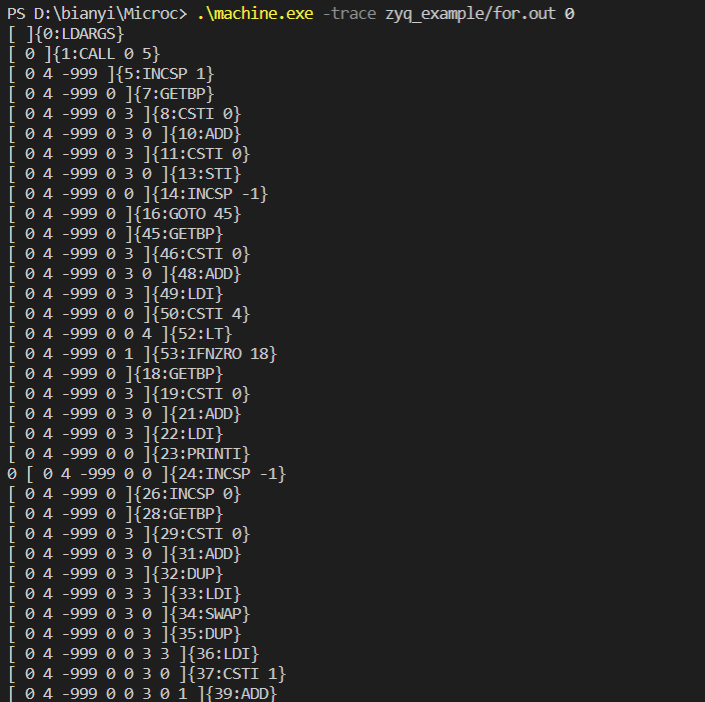 PS D:\bianyi\Microc> .\machine.exe -trace zyq_example/for.out 0
[ ]{0:LDARGS}
[ 0 ]{1:CALL 0 5}
[ 0 4 -999 ]{5:INCSP 1}
[ 0 4 -999 0 ]{7:GETBP}
[ 0 4 -999 0 3 ]{8:CSTI 0}
[ 0 4 -999 0 3 0 ]{10:ADD}
[ 0 4 -999 0 3 ]{11:CSTI 0}
[ 0 4 -999 0 3 0 ]{13:STI}
[ 0 4 -999 0 0 ]{14:INCSP -1}
[ 0 4 -999 0 ]{16:GOTO 45}
[ 0 4 -999 0 ]{45:GETBP}
[ 0 4 -999 0 3 ]{46:CSTI 0}
[ 0 4 -999 0 3 0 ]{48:ADD}
[ 0 4 -999 0 3 ]{49:LDI}
[ 0 4 -999 0 0 ]{50:CSTI 4}
[ 0 4 -999 0 0 4 ]{52:LT}
[ 0 4 -999 0 1 ]{53:IFNZRO 18}
[ 0 4 -999 0 ]{18:GETBP}
[ 0 4 -999 0 3 ]{19:CSTI 0}
[ 0 4 -999 0 3 0 ]{21:ADD}
[ 0 4 -999 0 3 ]{22:LDI}
[ 0 4 -999 0 0 ]{23:PRINTI}
0 [ 0 4 -999 0 0 ]{24:INCSP -1}
[ 0 4 -999 0 ]{26:INCSP 0}
[ 0 4 -999 0 ]{28:GETBP}
[ 0 4 -999 0 3 ]{29:CSTI 0}
[ 0 4 -999 0 3 0 ]{31:ADD}
[ 0 4 -999 0 3 ]{32:DUP}
[ 0 4 -999 0 3 3 ]{33:LDI}
[ 0 4 -999 0 3 0 ]{34:SWAP}
[ 0 4 -999 0 0 3 ]{35:DUP}
[ 0 4 -999 0 0 3 3 ]{36:LDI}
[ 0 4 -999 0 0 3 0 ]{37:CSTI 1}
[ 0 4 -999 0 0 3 0 1 ]{39:ADD}